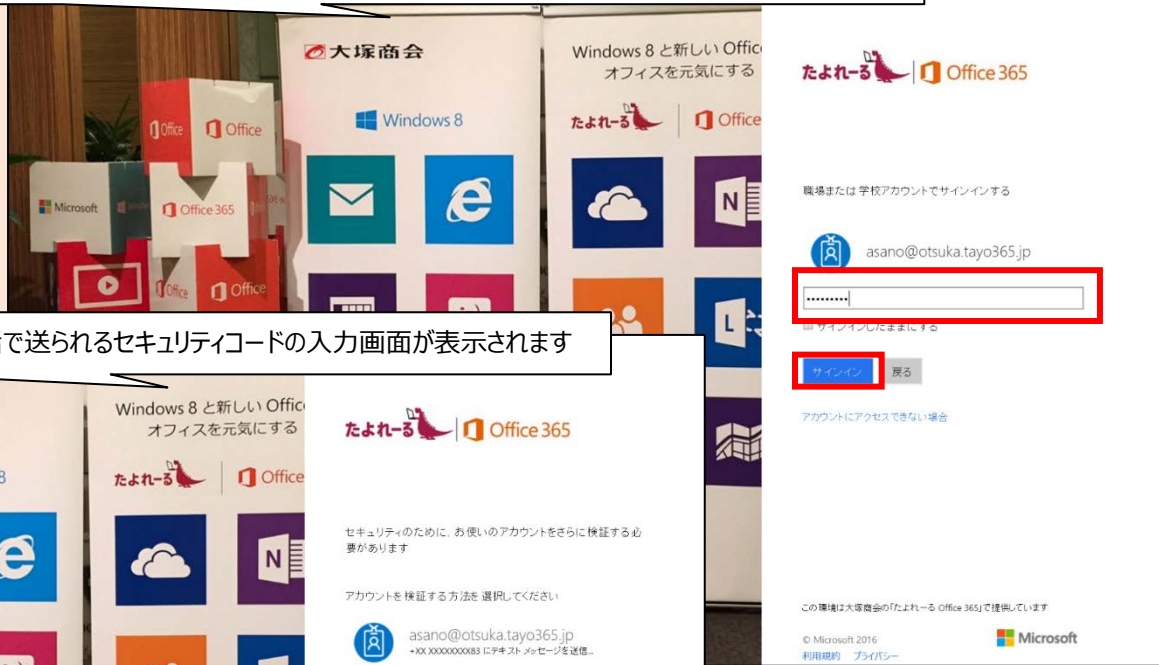 大塚商会
Windows 8 と新しい Offic
オフィスを元気にする
Windows 8
たよれーる
Office
Office
Office
Microsoft
Office 365
Office
Office
N
L
たよれーる
Office 365
職場または 学校アカウントでサインインする
asano@otsuka.tayo365.jp
•••••••••
サインインしたままにする
サインイン
戻る
アカウントにアクセスできない場合
この環境は大塚商会の「たよれーる Office 365」で提供しています
© Microsoft 2016
利用規約 プライバシー
Microsoft
で送られるセキュリティコードの入力画面が表示されます
8
Windows 8 と新しい Offic
オフィスを元気にする
たよれーる
Office
N
たよれーる
Office 365
セキュリティのために、お使いのアカウントをさらに検証する必
要があります
アカウントを検証する方法を選択してください
asano@otsuka.tayo365.jp
+XX XXXXXXXX83 にテキスト メッセージを送信...